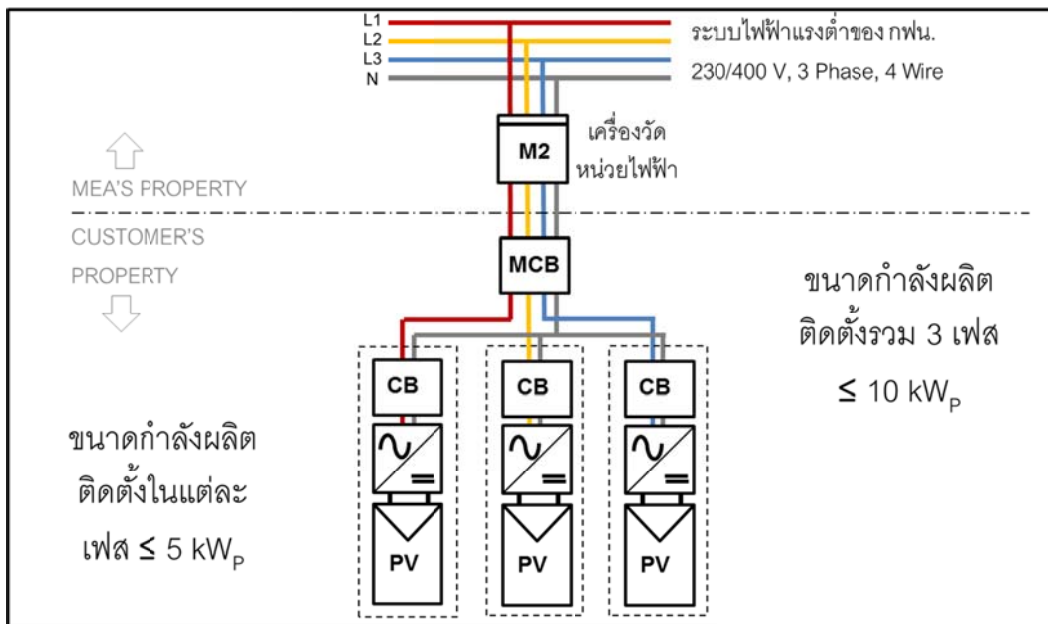 L1
L2
L3
N
ระบบไฟฟ้าแรงต่ำของ กฟน.
230/400 V, 3 Phase, 4 Wire
M2
เครื่องวัด
หน่วยไฟฟ้า
MEA'S PROPERTY
CUSTOMER'S
PROPERTY
MCB
ขนาดกำลังผลิต
ติดตั้งรวม 3 เฟส
≤ 10 kWP
CB
CB
CB
ขนาดกำลังผลิต
ติดตั้งในแต่ละ
เฟส ≤ 5 kWP
PV
PV
PV